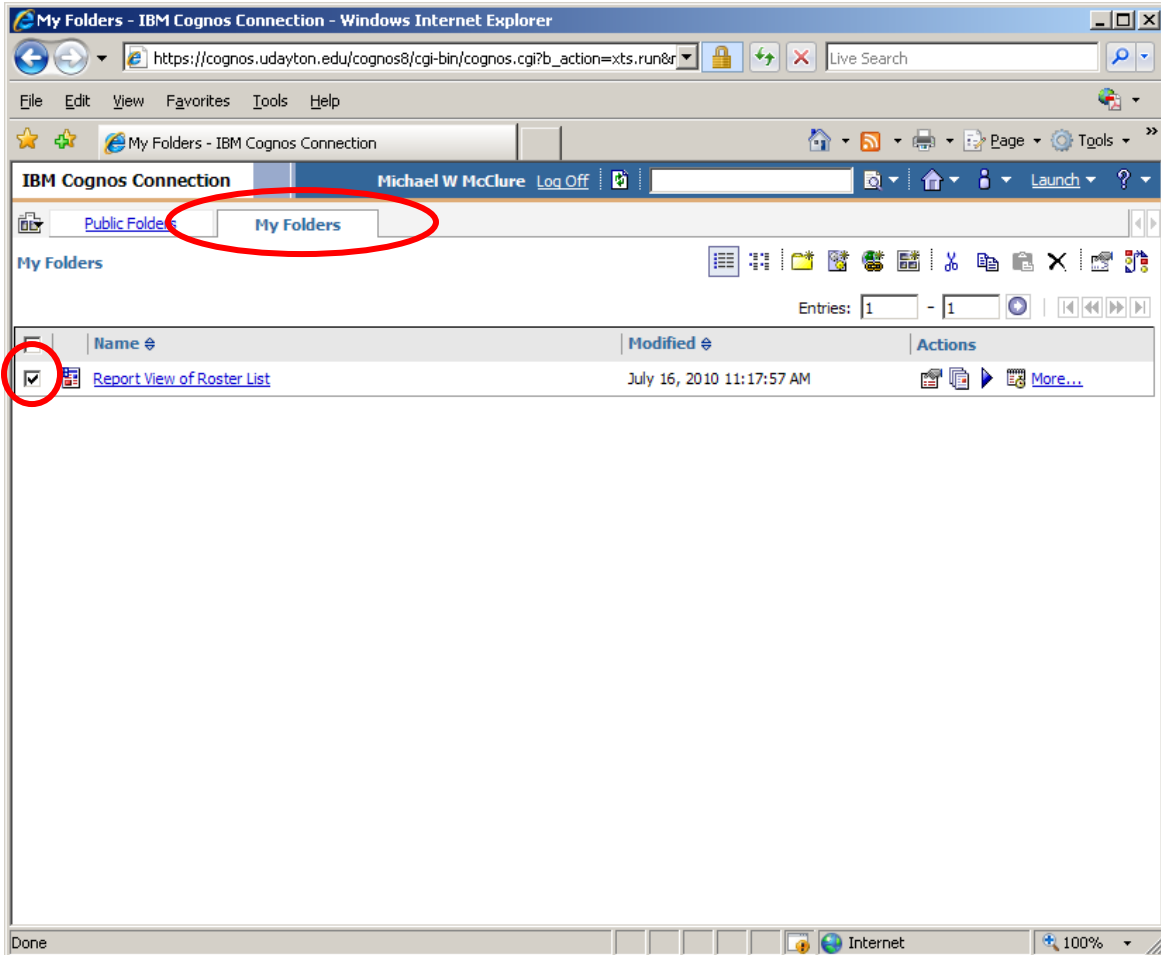 My Folders - IBM Cognos Connection - Windows Internet Explorer
https://cognos.udayton.edu/cognos8/cgi-bin/cognos.cgi?b_action=xts.run&r Live Search
File Edit View Favorites Tools Help
My Folders - IBM Cognos Connection Page Tools »
IBM Cognos Connection Michael W McClure Log Off Launch ?
Public Folders My Folders
My Folders
Entries: 1 - 1
Name Modified Actions
Report View of Roster List July 16, 2010 11:17:57 AM More...
Done Internet 100%